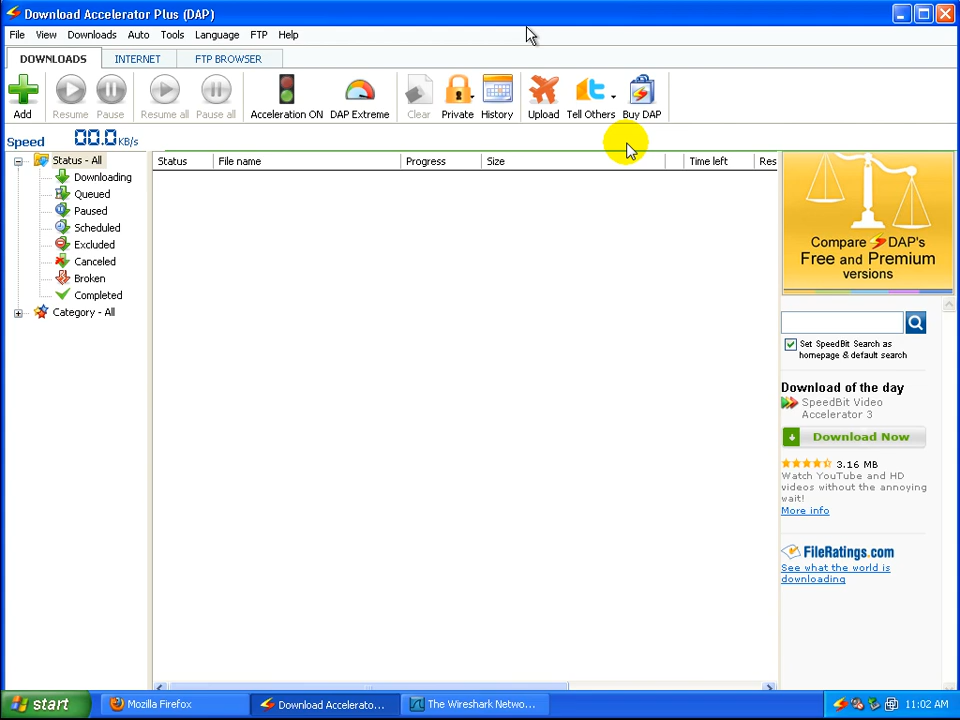 Download Accelerator Plus (DAP)
File View Downloads Auto Tools Language FTP Help
DOWNLOADS INTERNET FTP BROWSER
Add Resume Pause Resume all Pause all Acceleration ON DAP Extreme Clear Private History Upload Tell Others Buy DAP
Speed 00.0 KB/s
Status - All
Status File name Progress Size Time left Res
Downloading
Queued
Paused
Scheduled
Excluded
Canceled
Broken
Completed
Category - All
Compare DAP's
Free and Premium
versions
Set SpeedBit Search as
homepage & default search
Download of the day
SpeedBit Video
Accelerator 3
Download Now
3.16 MB
Watch YouTube and HD
videos without the annoying
wait!
More info
FileRatings.com
See what the world is
downloading
start Mozilla Firefox Download Accelerato... The Wireshark Netwo... 11:02 AM